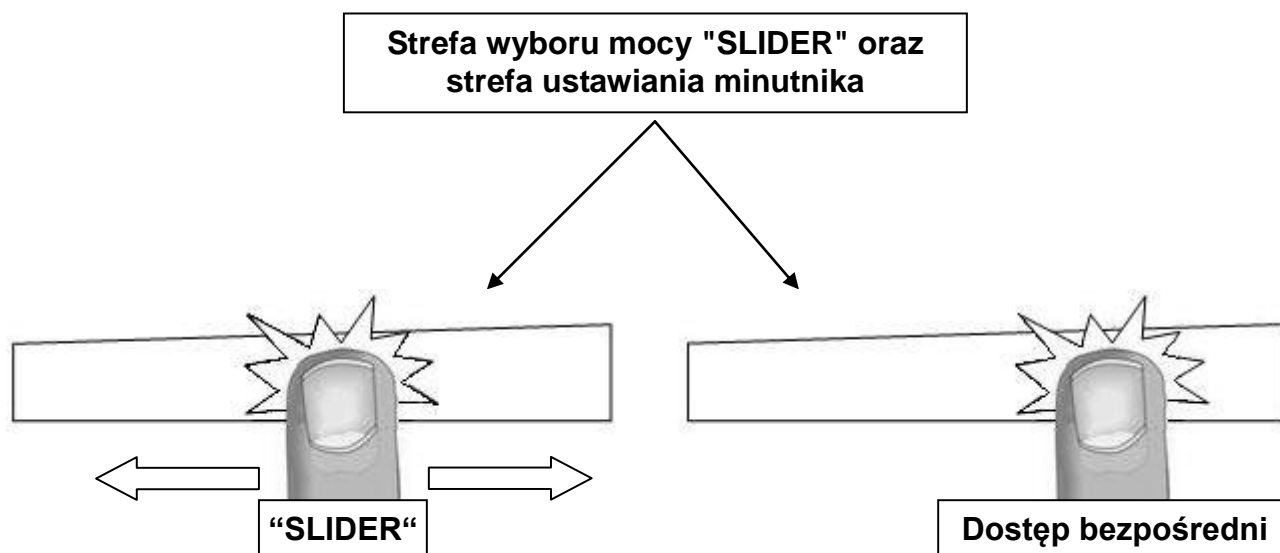 Strefa wyboru mocy "SLIDER" oraz
strefa ustawiania minutnika
“SLIDER“
Dostęp bezpośredni